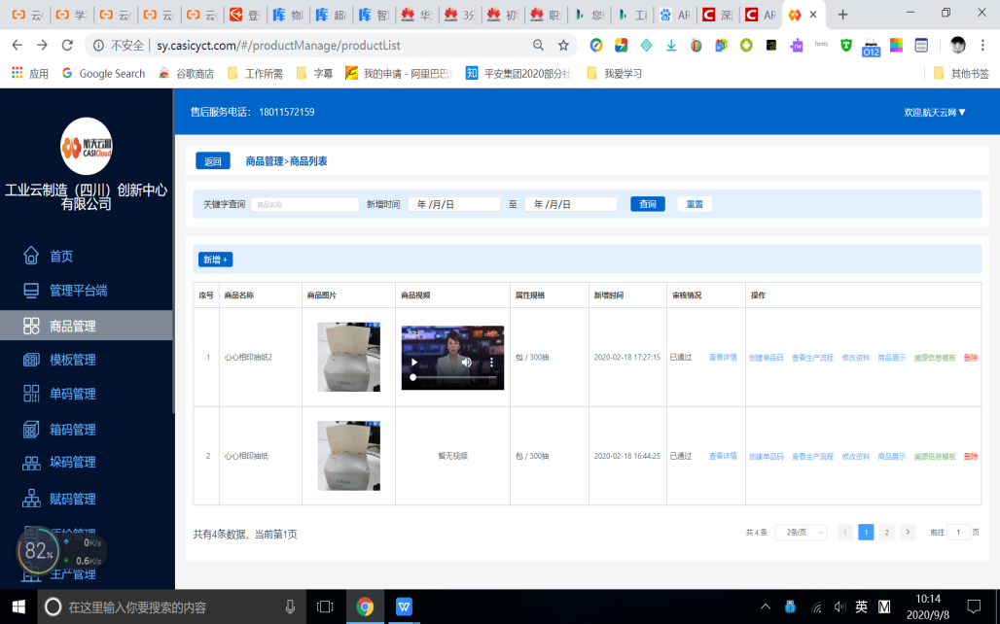 登
库 物
库 超
库 智
初
职
您
工
AR
AR
云
不安全 | sy.casicyct.com/#/productManage/productList
fonts
O12
应用 Google Search 谷歌商店 工作所需 字幕 我的申请 - 阿里巴巴 知 平安集团2020部分社 我爱学习 其他书签
航天云网
CASICloud
工业云制造（四川）创新中心
有限公司
首页
管理平台端
商品管理
模板管理
单码管理
箱码管理
垛码管理
赋码管理
生产管理
82%
0K/s
0.6K/s
售后服务电话： 18011572159
欢迎,航天云网▼
返回 商品管理>商品列表
关键字查询 商品名称 新增时间 年 /月/日 至 年 /月/日 查询 重置
新增 +
序号 商品名称 商品图片 商品视频 属性规格 新增时间 审核情况 操作
1 心心相印抽纸2 包 / 300抽 2020-02-18 17:27:15 已通过 查看详情 创建单品码 查看生产流程 修改资料 商品展示 溯源信息模板 删除
2 心心相印抽纸 暂无视频 包 / 300抽 2020-02-18 16:44:25 已通过 查看详情 创建单品码 查看生产流程 修改资料 商品展示 溯源信息模板 删除
共有4条数据，当前第1页
共 4 条 2条/页 < 1 2 > 前往 1 页
在这里输入你要搜索的内容
英 M
10:14
2020/9/8